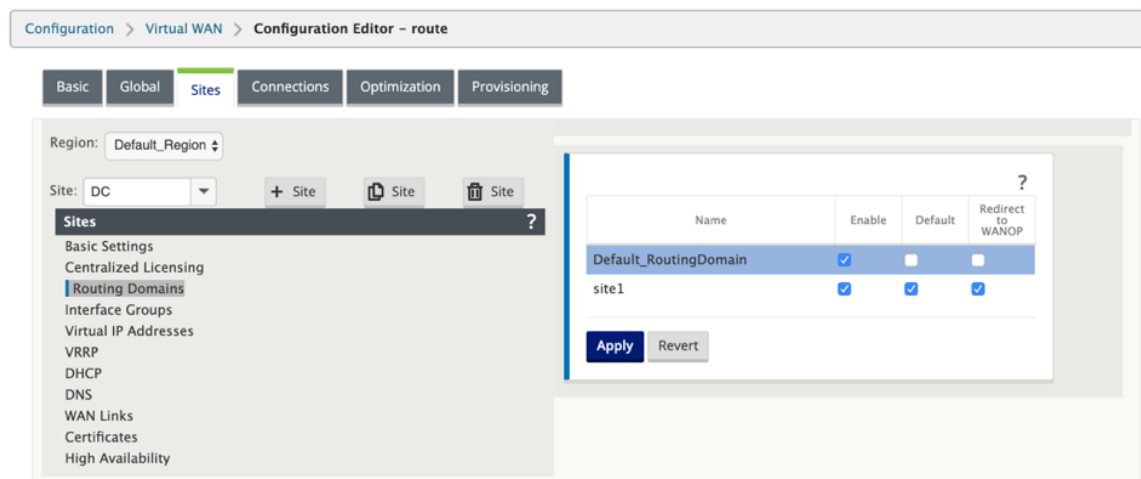 Configuration > Virtual WAN > Configuration Editor – route
Basic Global Sites Connections Optimization Provisioning
Region: Default_Region
Site: DC + Site Site Site
Sites ?
Basic Settings
Centralized Licensing
Routing Domains
Interface Groups
Virtual IP Addresses
VRRP
DHCP
DNS
WAN Links
Certificates
High Availability
?
Name Enable Default Redirect to WANOP
Default_RoutingDomain
site1
Apply Revert